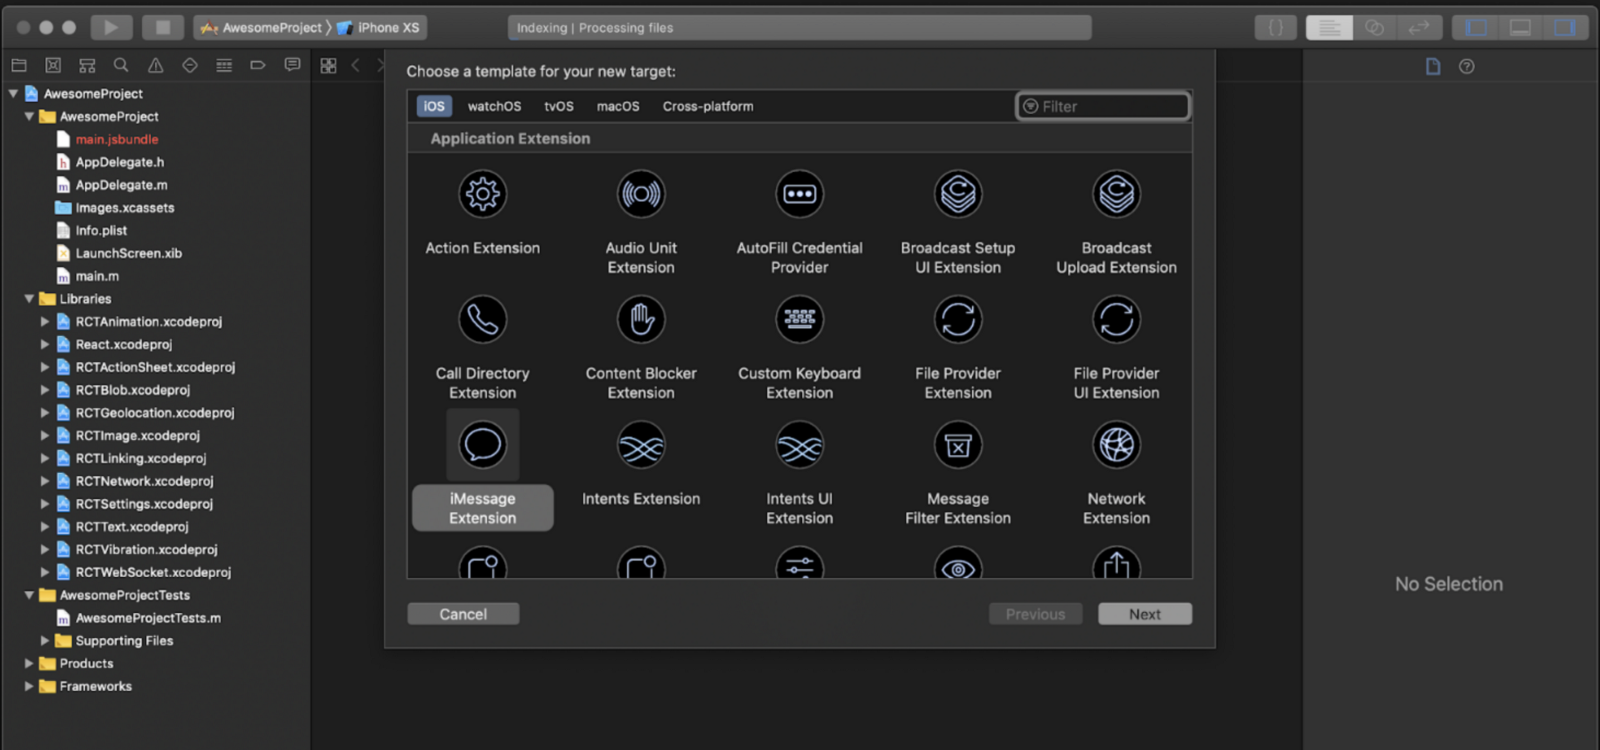 AwesomeProject
iPhone XS
Indexing | Processing files
AwesomeProject
AwesomeProject
main.jsbundle
AppDelegate.h
AppDelegate.m
Images.xcassets
Info.plist
LaunchScreen.xib
main.m
Libraries
RCTAnimation.xcodeproj
React.xcodeproj
RCTActionSheet.xcodeproj
RCTBlob.xcodeproj
RCTGeolocation.xcodeproj
RCTImage.xcodeproj
RCTLinking.xcodeproj
RCTNetwork.xcodeproj
RCTSettings.xcodeproj
RCTText.xcodeproj
RCTVibration.xcodeproj
RCTWebSocket.xcodeproj
AwesomeProjectTests
AwesomeProjectTests.m
Supporting Files
Products
Frameworks
Choose a template for your new target:
iOS watchOS tvOS macOS Cross-platform
Filter
Application Extension
Action Extension
Audio Unit
Extension
AutoFill Credential
Provider
Broadcast Setup
UI Extension
Broadcast
Upload Extension
Call Directory
Extension
Content Blocker
Extension
Custom Keyboard
Extension
File Provider
Extension
File Provider
UI Extension
iMessage
Extension
Intents Extension
Intents UI
Extension
Message
Filter Extension
Network
Extension
Cancel
Previous
Next
No Selection